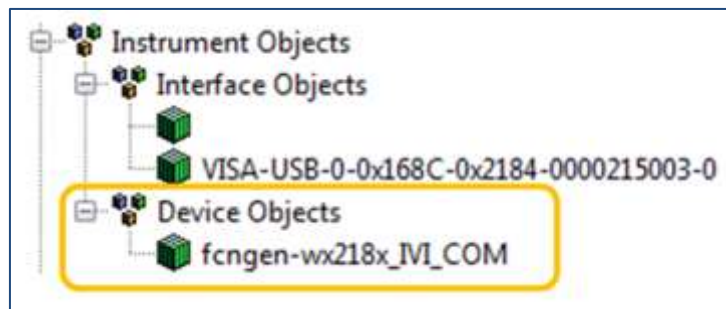 Instrument Objects
Interface Objects
VISA-USB-0-0x168C-0x2184-0000215003-0
Device Objects
fcngen-wx218x_IVI_COM